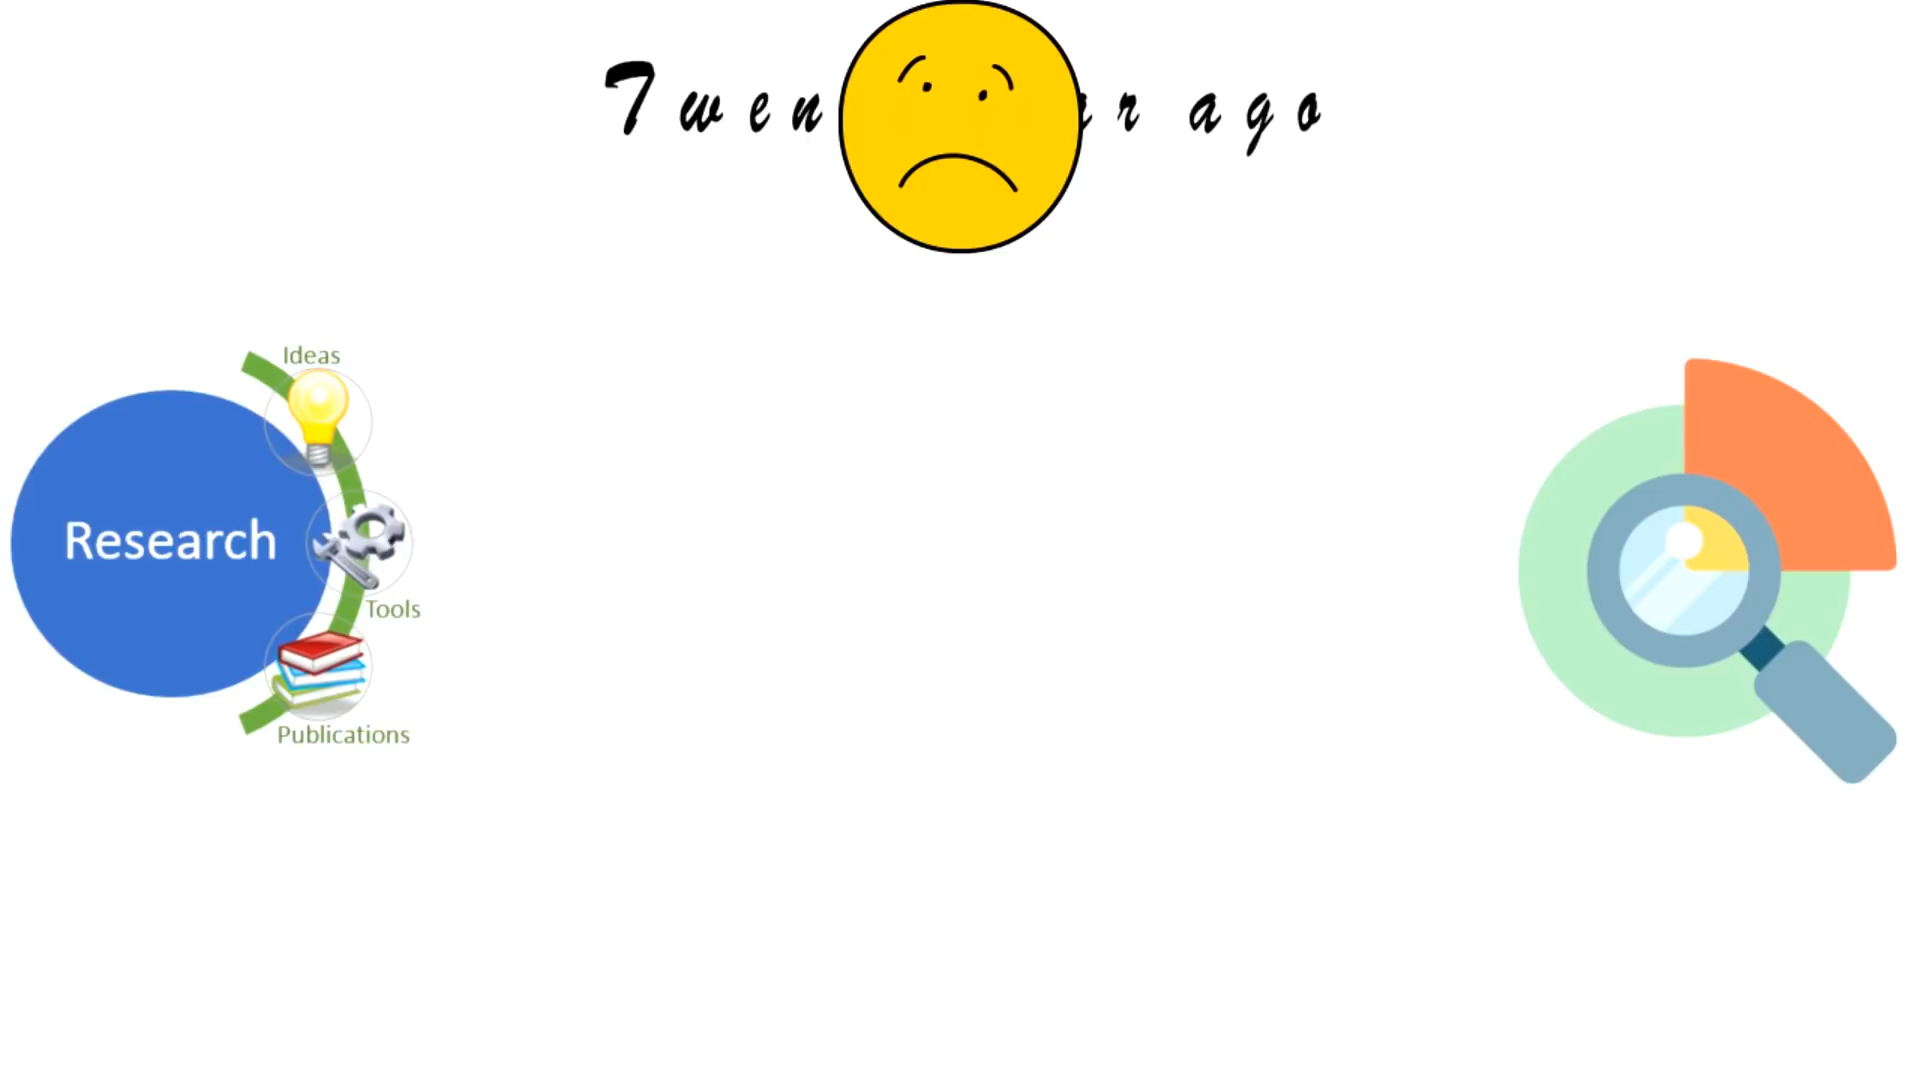 Twen r ago
Ideas
Research
Tools
Publications